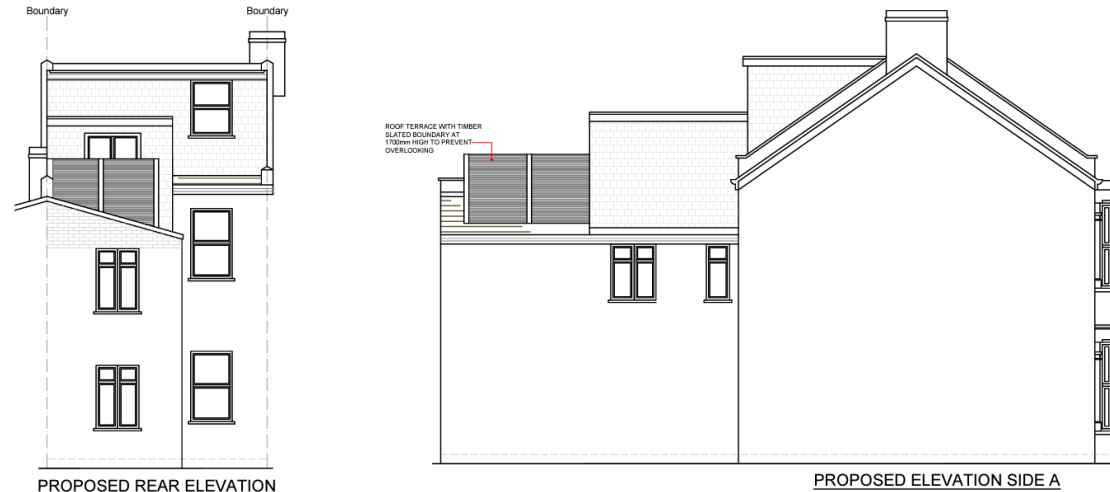 Boundary
Boundary
ROOF TERRACE WITH TIMBER
SLATED BOUNDARY AT
1700mm HIGH TO PREVENT
OVERLOOKING
PROPOSED REAR ELEVATION
PROPOSED ELEVATION SIDE A